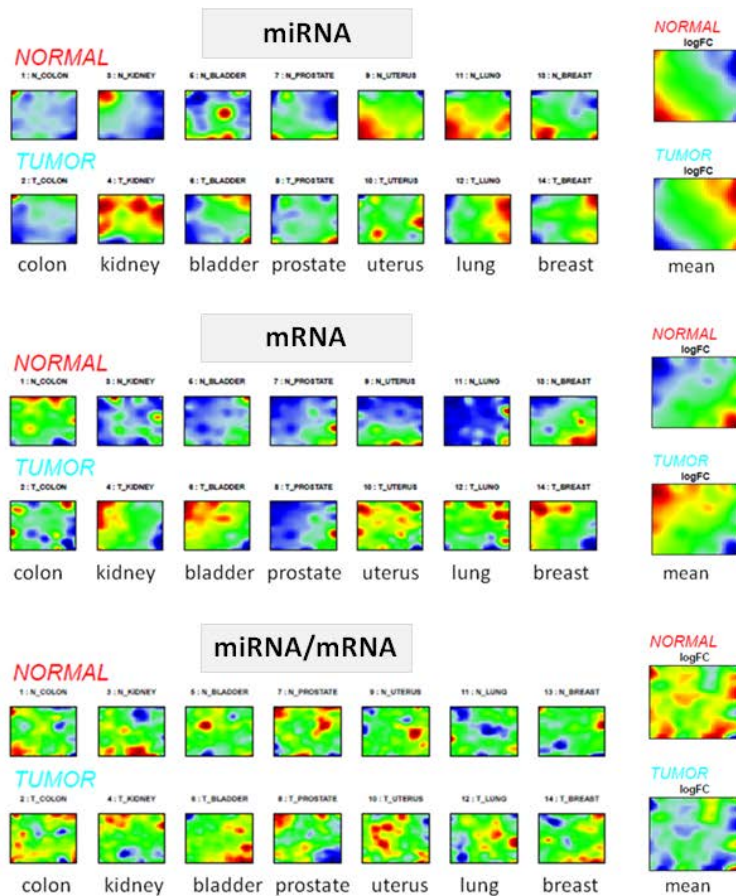 miRNA
NORMAL
NORMAL
logFC
1 : N_COLON 3 : N_KIDNEY 5 : N_BLADDER 7 : N_PROSTATE 9 : N_UTERUS 11 : N_LUNG 13 : N_BREAST
TUMOR
TUMOR
logFC
2 : T_COLON 4 : T_KIDNEY 6 : T_BLADDER 8 : T_PROSTATE 10 : T_UTERUS 12 : T_LUNG 14 : T_BREAST
colon kidney bladder prostate uterus lung breast mean
mRNA
NORMAL
NORMAL
logFC
1 : N_COLON 3 : N_KIDNEY 5 : N_BLADDER 7 : N_PROSTATE 9 : N_UTERUS 11 : N_LUNG 13 : N_BREAST
TUMOR
TUMOR
logFC
2 : T_COLON 4 : T_KIDNEY 6 : T_BLADDER 8 : T_PROSTATE 10 : T_UTERUS 12 : T_LUNG 14 : T_BREAST
colon kidney bladder prostate uterus lung breast mean
miRNA/mRNA
NORMAL
NORMAL
logFC
1 : N_COLON 3 : N_KIDNEY 5 : N_BLADDER 7 : N_PROSTATE 9 : N_UTERUS 11 : N_LUNG 13 : N_BREAST
TUMOR
TUMOR
logFC
2 : T_COLON 4 : T_KIDNEY 6 : T_BLADDER 8 : T_PROSTATE 10 : T_UTERUS 12 : T_LUNG 14 : T_BREAST
colon kidney bladder prostate uterus lung breast mean